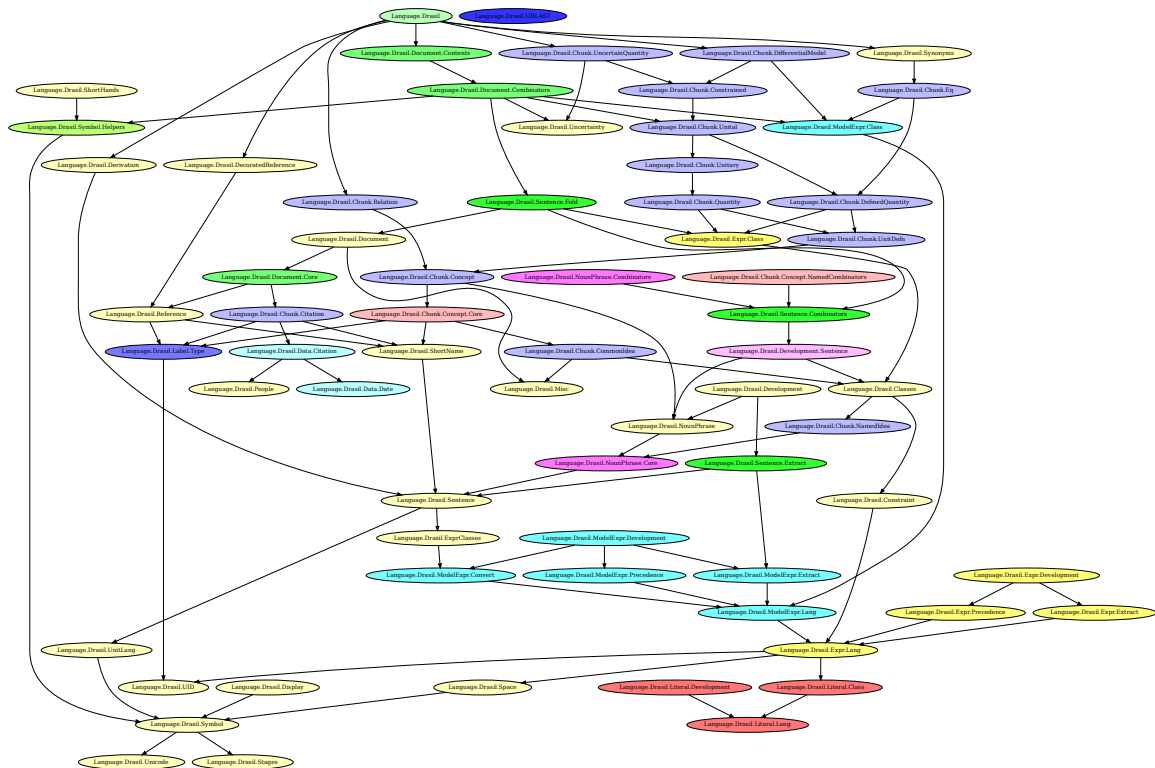 Language.Drasil
Language.Drasil.URI.AST
Language.Drasil.Document.Contents
Language.Drasil.Chunk.UncertainQuantity
Language.Drasil.Chunk.DifferentialModel
Language.Drasil.Synonyms
Language.Drasil.ShortHands
Language.Drasil.Document.Combinators
Language.Drasil.Chunk.Constrained
Language.Drasil.Chunk.Eq
Language.Drasil.Symbol.Helpers
Language.Drasil.Uncertainty
Language.Drasil.Chunk.Unital
Language.Drasil.ModelExpr.Class
Language.Drasil.Derivation
Language.Drasil.DecoratedReference
Language.Drasil.Chunk.Unitary
Language.Drasil.Chunk.Relation
Language.Drasil.Sentence.Fold
Language.Drasil.Chunk.Quantity
Language.Drasil.Chunk.DefinedQuantity
Language.Drasil.Document
Language.Drasil.Expr.Class
Language.Drasil.Chunk.UnitDefn
Language.Drasil.Document.Core
Language.Drasil.Chunk.Concept
Language.Drasil.NounPhrase.Combinators
Language.Drasil.Chunk.Concept.NamedCombinators
Language.Drasil.Reference
Language.Drasil.Chunk.Citation
Language.Drasil.Chunk.Concept.Core
Language.Drasil.Sentence.Combinators
Language.Drasil.Label.Type
Language.Drasil.Data.Citation
Language.Drasil.ShortName
Language.Drasil.Chunk.CommonIdea
Language.Drasil.Development.Sentence
Language.Drasil.People
Language.Drasil.Data.Date
Language.Drasil.Misc
Language.Drasil.Development
Language.Drasil.Classes
Language.Drasil.NounPhrase
Language.Drasil.Chunk.NamedIdea
Language.Drasil.NounPhrase.Core
Language.Drasil.Sentence.Extract
Language.Drasil.Sentence
Language.Drasil.Constraint
Language.Drasil.ExprClasses
Language.Drasil.ModelExpr.Development
Language.Drasil.ModelExpr.Convert
Language.Drasil.ModelExpr.Precedence
Language.Drasil.ModelExpr.Extract
Language.Drasil.Expr.Development
Language.Drasil.ModelExpr.Lang
Language.Drasil.Expr.Precedence
Language.Drasil.Expr.Extract
Language.Drasil.UnitLang
Language.Drasil.Expr.Lang
Language.Drasil.UID
Language.Drasil.Display
Language.Drasil.Space
Language.Drasil.Literal.Development
Language.Drasil.Literal.Class
Language.Drasil.Symbol
Language.Drasil.Literal.Lang
Language.Drasil.Unicode
Language.Drasil.Stages